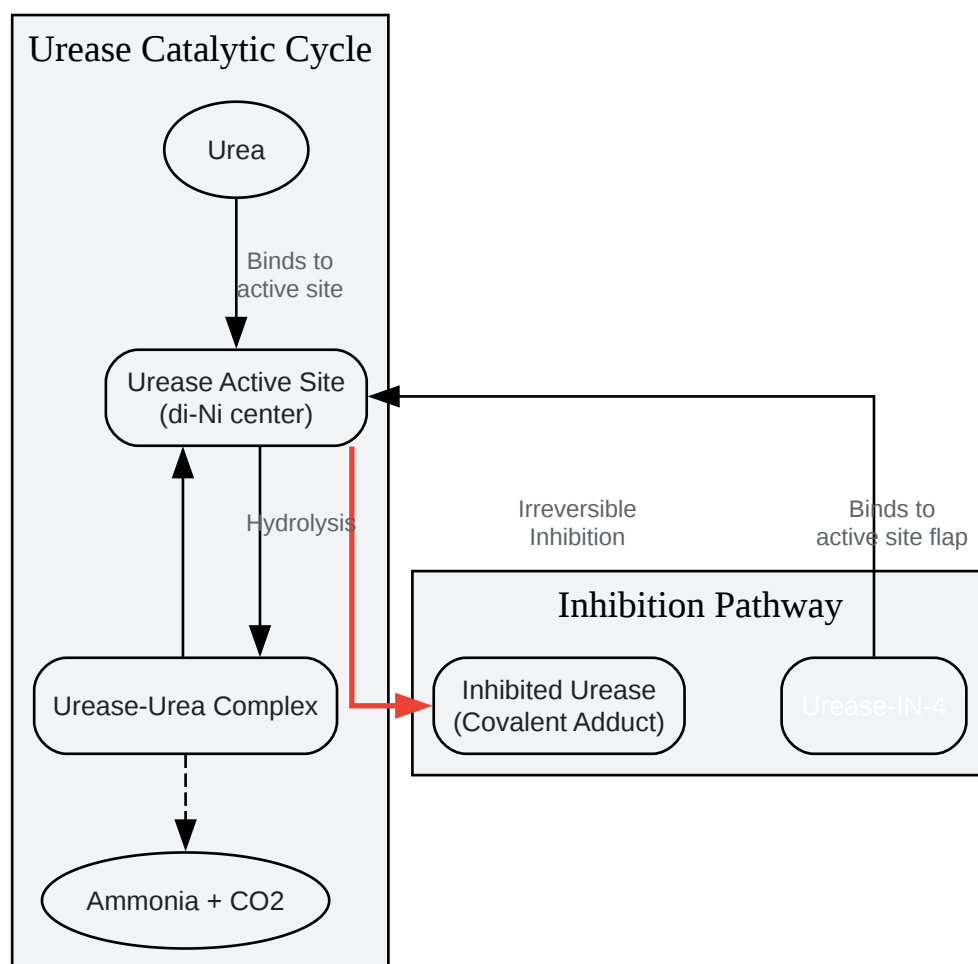 Urease Catalytic Cycle
Urea
Binds to
active site
Urease Active Site
(di-Ni center)
Hydrolysis
Irreversible
Inhibition
Binds to
active site flap
Inhibition Pathway
Urease-Urea Complex
Inhibited Urease
(Covalent Adduct)
Urease-IN-4
Ammonia + CO2